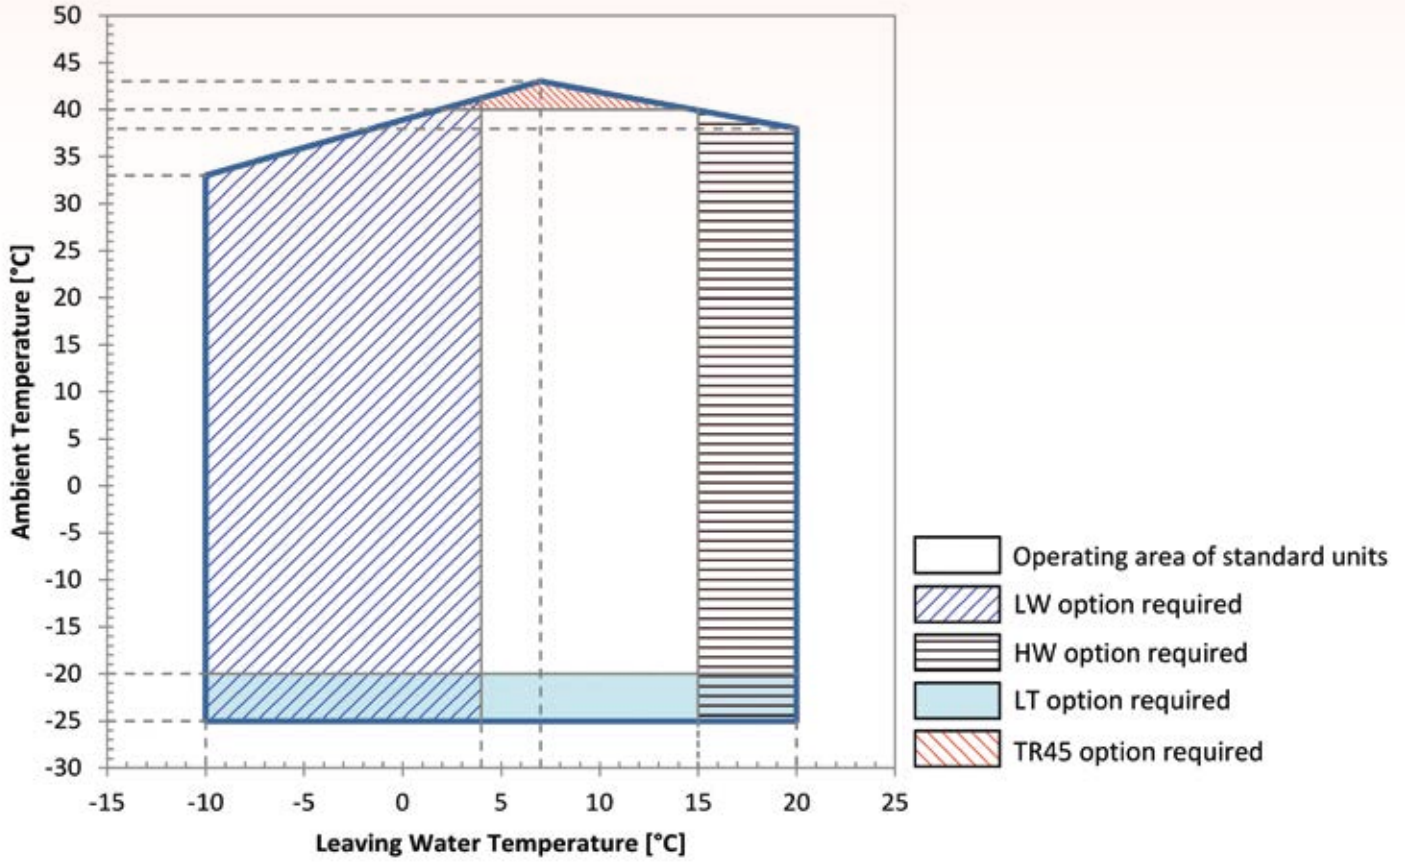 50
45
40
35
30
25
20
15
10
5
0
-5
-10
-15
-20
-25
-30
Ambient Temperature [°C]
-15 -10 -5 0 5 10 15 20 25
Leaving Water Temperature [°C]
Operating area of standard units
LW option required
HW option required
LT option required
TR45 option required